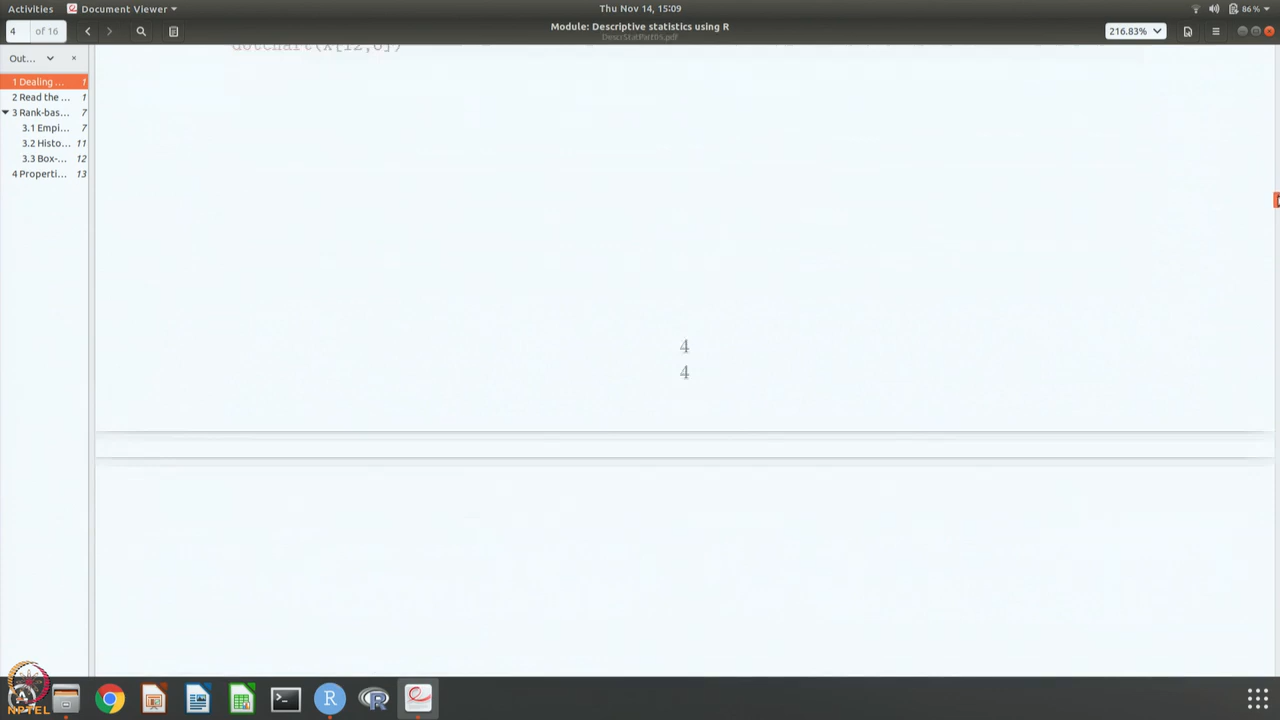 Activities
Document Viewer
Thu Nov 14, 15:09
86%
4
of 16
Module: Descriptive statistics using R
DescrStatPart05.pdf
216.83%
Out...
1 Dealing ... 1
2 Read the ... 1
3 Rank-bas... 7
3.1 Empi... 7
3.2 Histo... 11
3.3 Box-... 12
4 Properti... 13
4
4
NPTEL